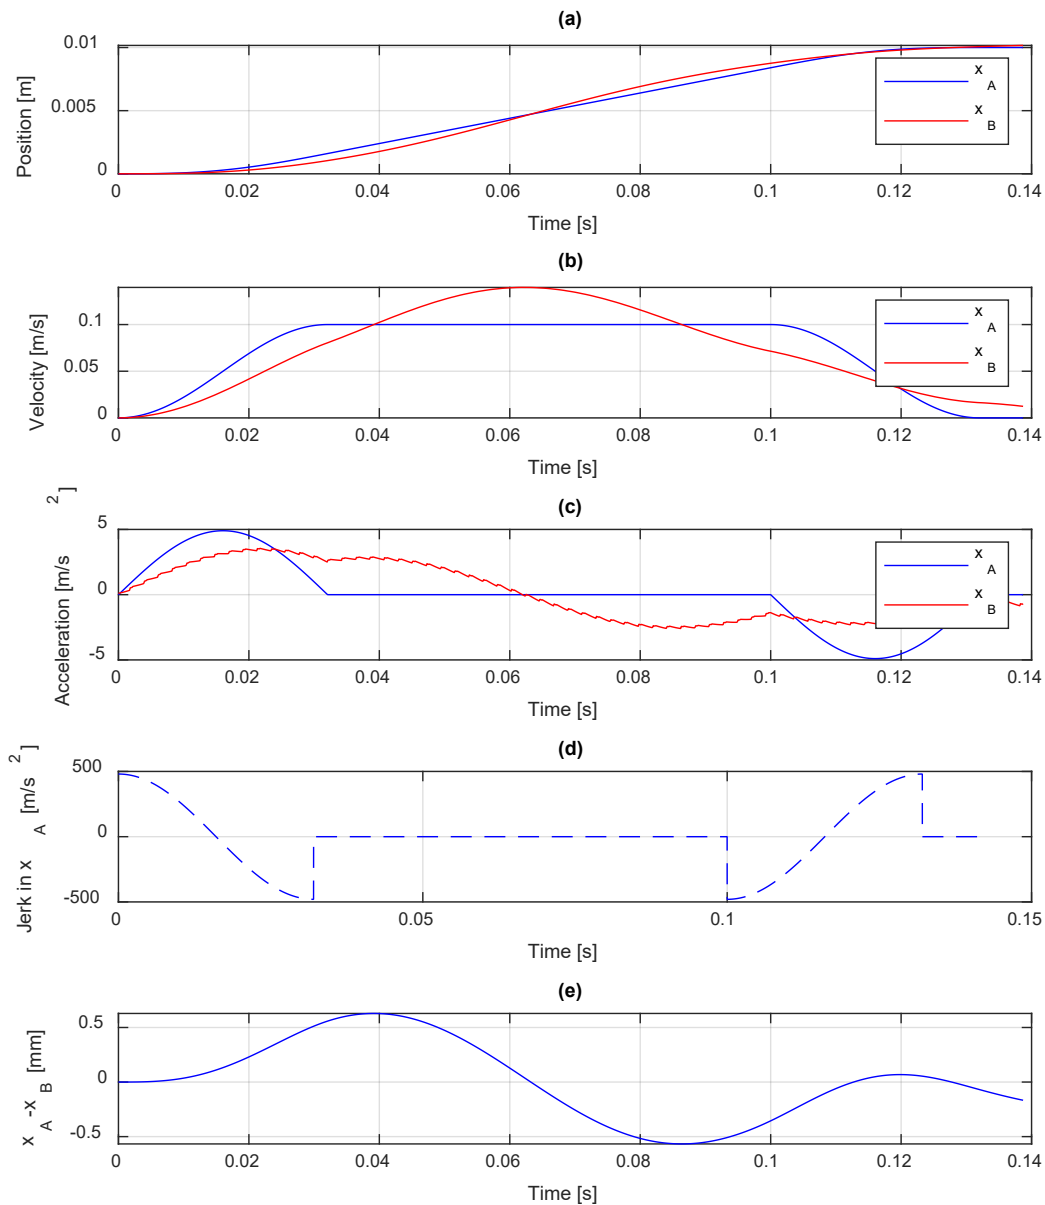 (a)
Position [m]
0.01
0.005
0
x
A
x
B
0 0.02 0.04 0.06 0.08 0.1 0.12 0.14
Time [s]
(b)
Velocity [m/s]
0.1
0.05
0
x
A
x
B
0 0.02 0.04 0.06 0.08 0.1 0.12 0.14
Time [s]
(c)
Acceleration [m/s 2 ]
5
0
-5
x
A
x
B
0 0.02 0.04 0.06 0.08 0.1 0.12 0.14
Time [s]
(d)
Jerk in x A [m/s 2 ]
500
0
-500
0 0.05 0.1 0.15
Time [s]
(e)
x A -x B [mm]
0.5
0
-0.5
0 0.02 0.04 0.06 0.08 0.1 0.12 0.14
Time [s]